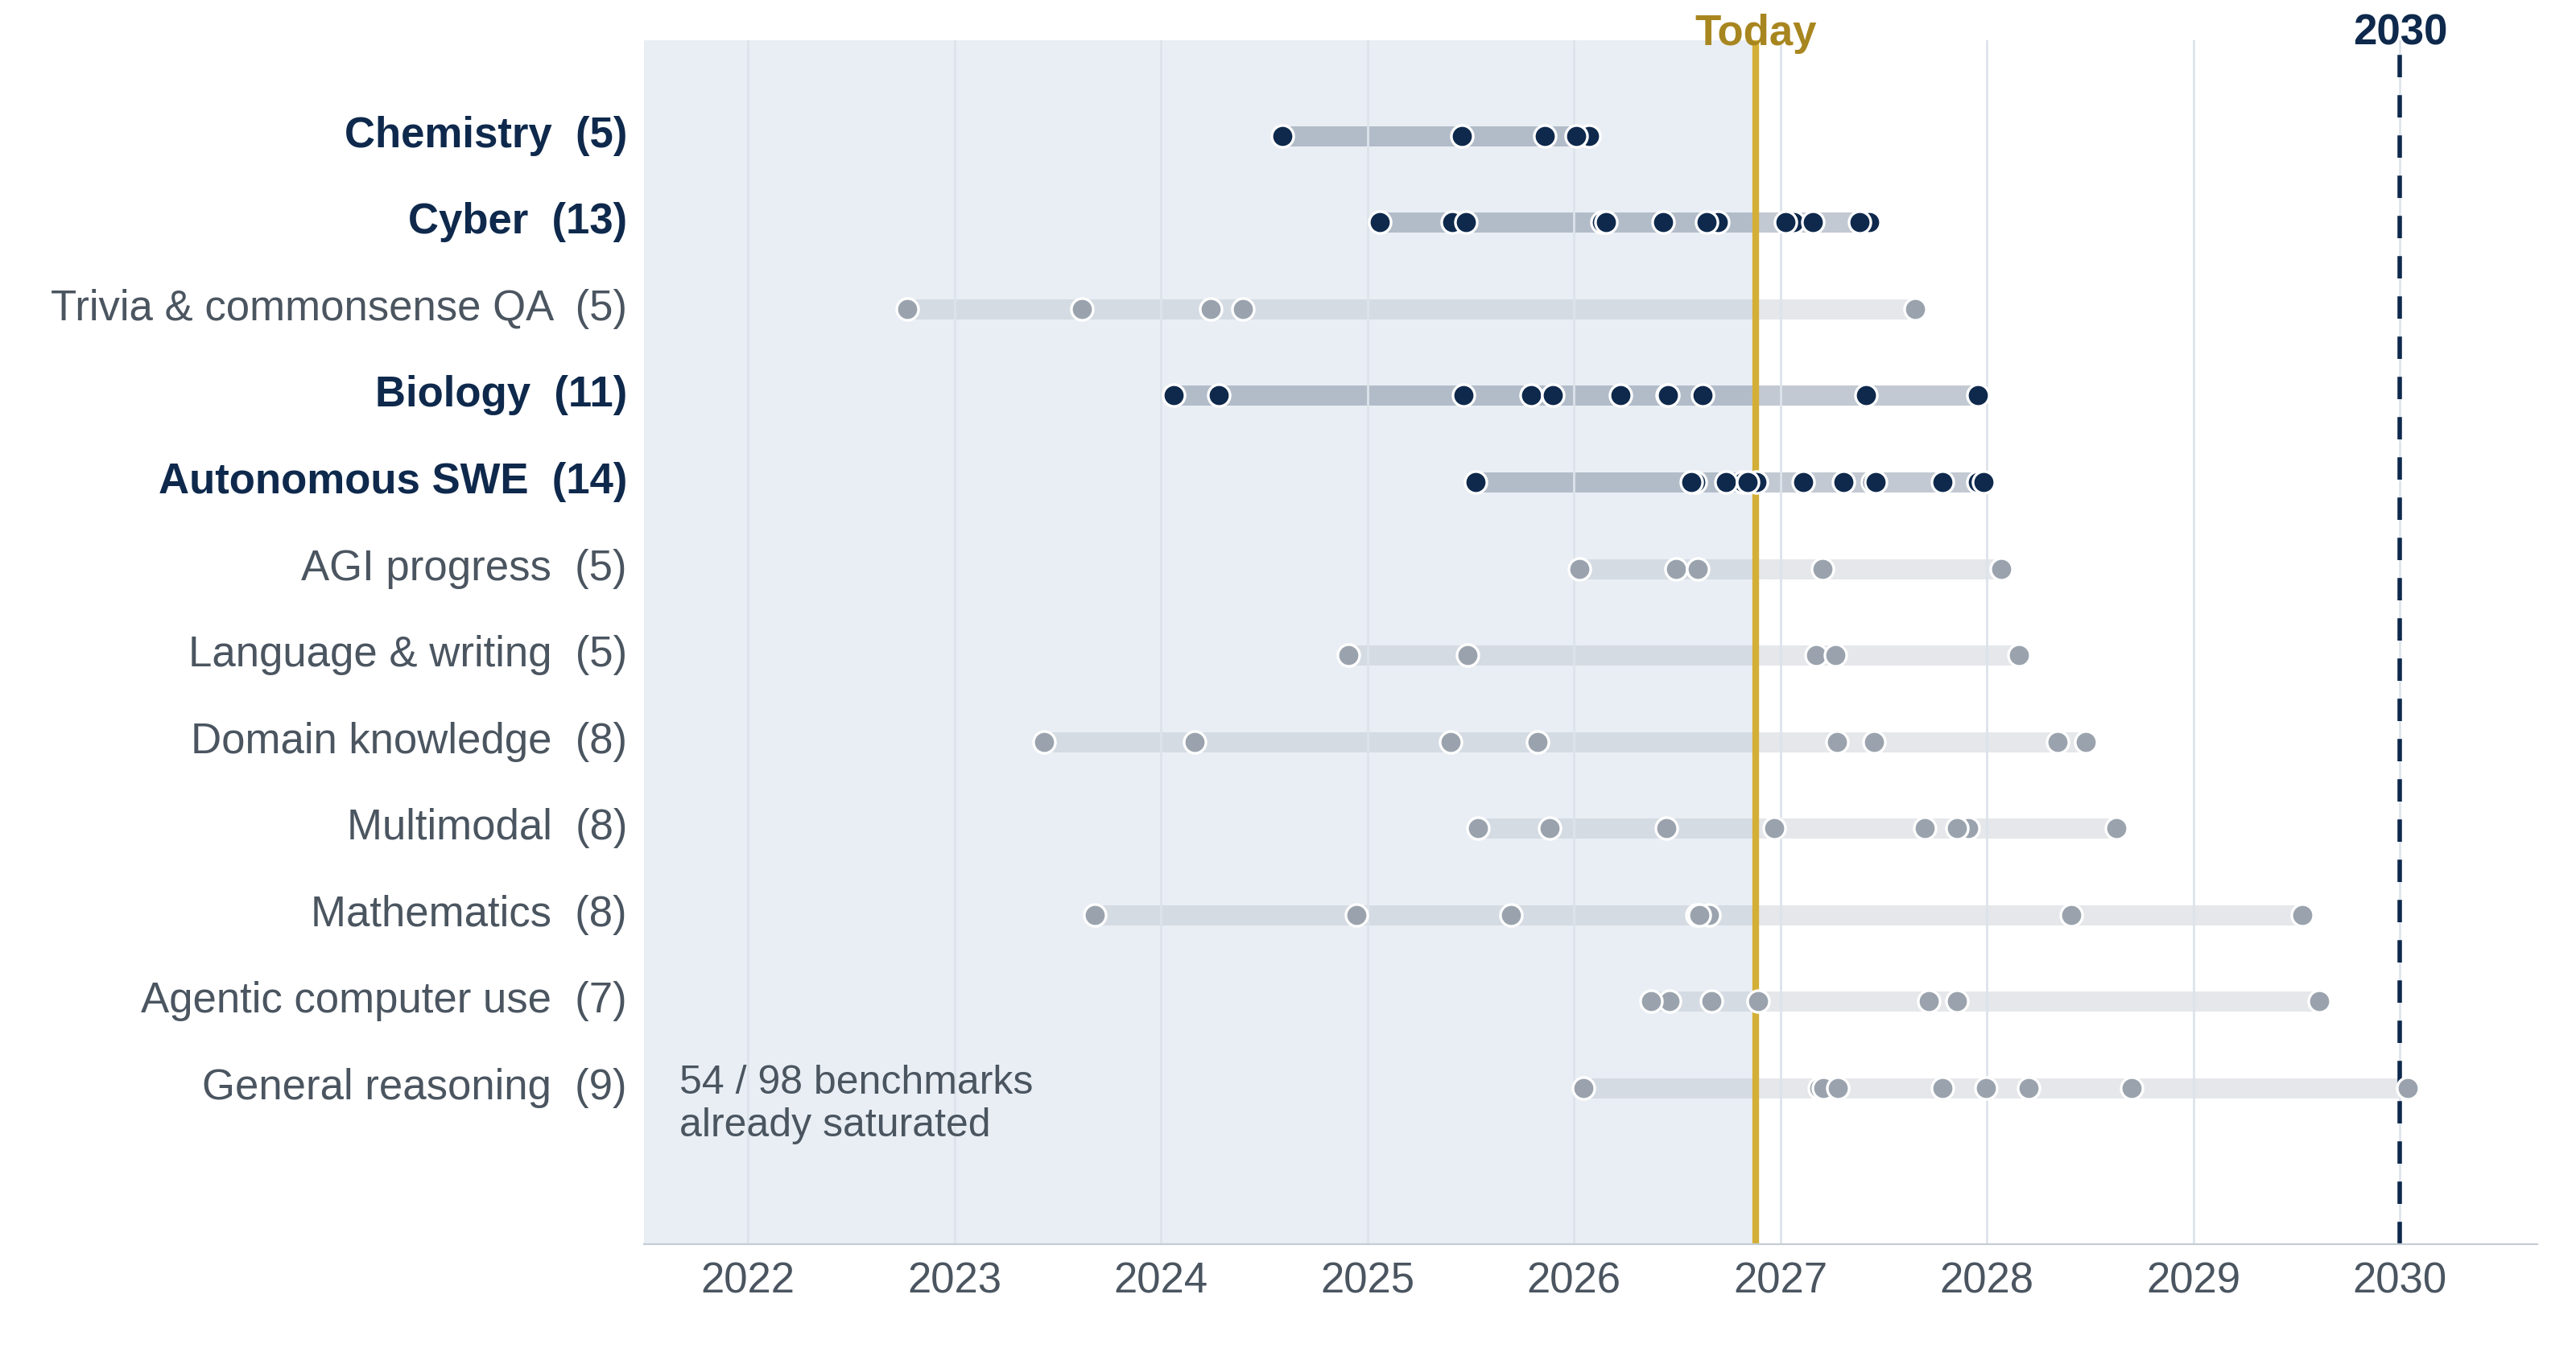 Today
2030
Chemistry (5)
Cyber (13)
Trivia & commonsense QA (5)
Biology (11)
Autonomous SWE (14)
AGI progress (5)
Language & writing (5)
Domain knowledge (8)
Multimodal (8)
Mathematics (8)
Agentic computer use (7)
General reasoning (9)
54 / 98 benchmarks
already saturated
2022 2023 2024 2025 2026 2027 2028 2029 2030